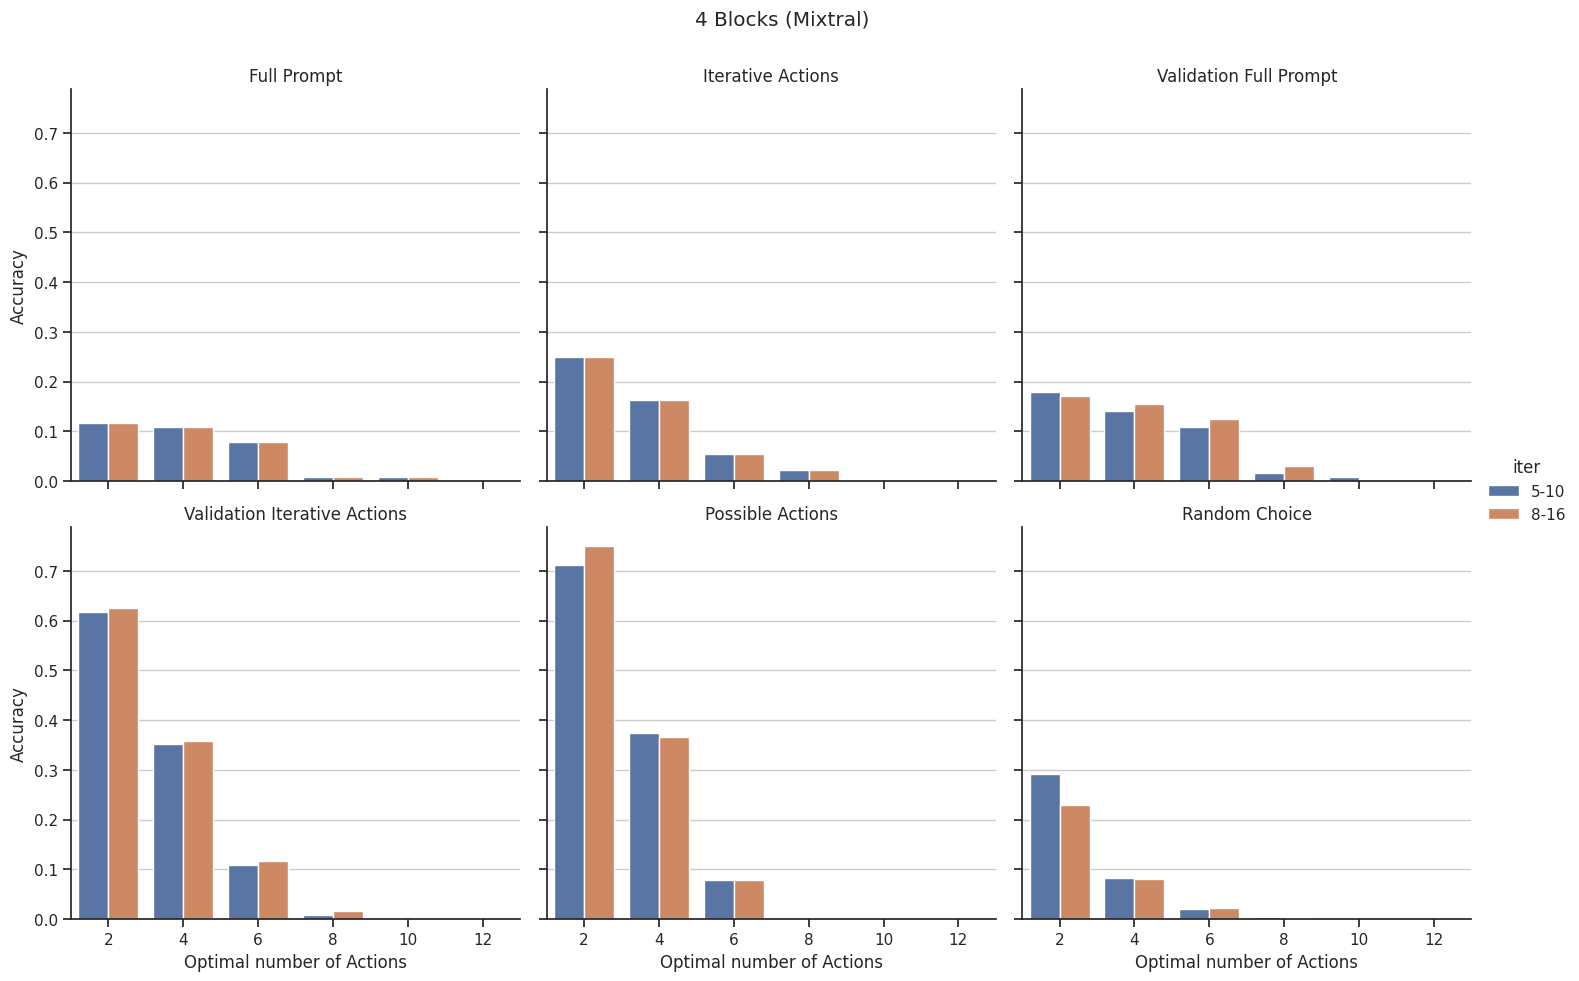 4 Blocks (Mixtral)
Full Prompt
Iterative Actions
Validation Full Prompt
Accuracy
0.7
0.6
0.5
0.4
0.3
0.2
0.1
0.0
iter
5-10
8-16
Validation Iterative Actions
Possible Actions
Random Choice
Accuracy
0.7
0.6
0.5
0.4
0.3
0.2
0.1
0.0
2 4 6 8 10 12
2 4 6 8 10 12
2 4 6 8 10 12
Optimal number of Actions
Optimal number of Actions
Optimal number of Actions